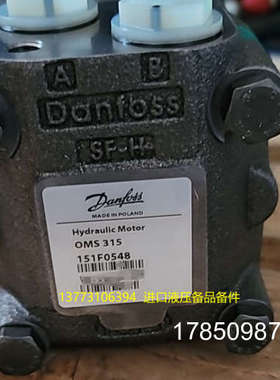 A B
Danfoss
SF-H
Danfoss
MADE IN POLAND
Hydraulic Motor
OMS 315
151F0548
13773106394 进口液压备品备件
17850987